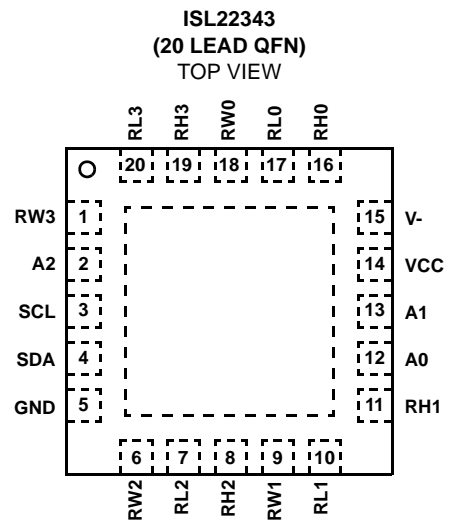 ISL22343
(20 LEAD QFN)
TOP VIEW
RL3 RH3 RW0 RL0 RH0
20 19 18 17 16
RW3 1 15 V-
A2 2 14 VCC
SCL 3 13 A1
SDA 4 12 A0
GND 5 11 RH1
6 7 8 9 10
RW2 RL2 RH2 RW1 RL1